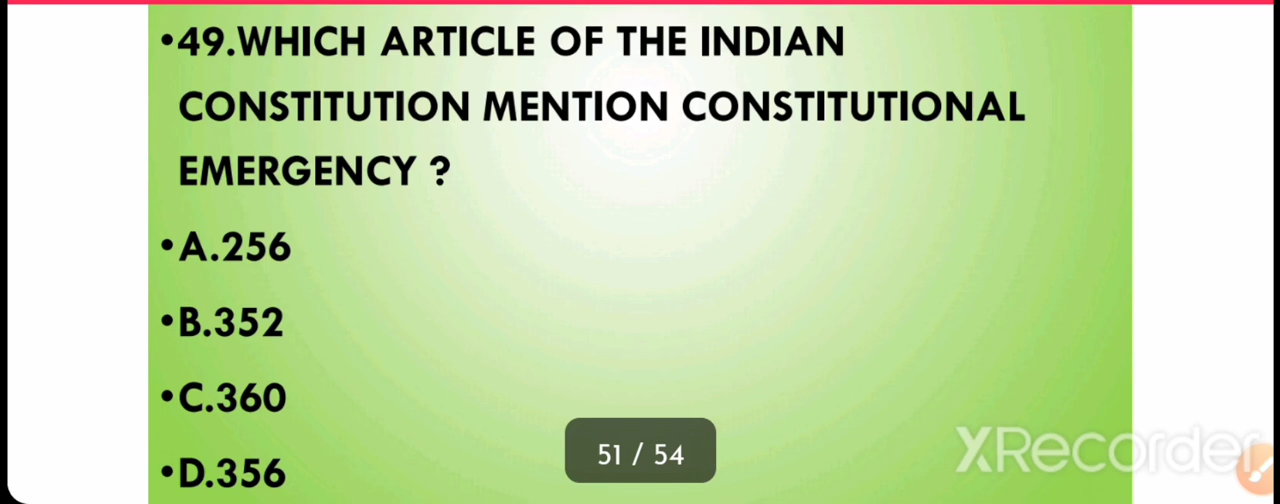 •49.WHICH ARTICLE OF THE INDIAN
CONSTITUTION MENTION CONSTITUTIONAL
EMERGENCY ?
•A.256
•B.352
•C.360
•D.356
51 / 54
XRecorder